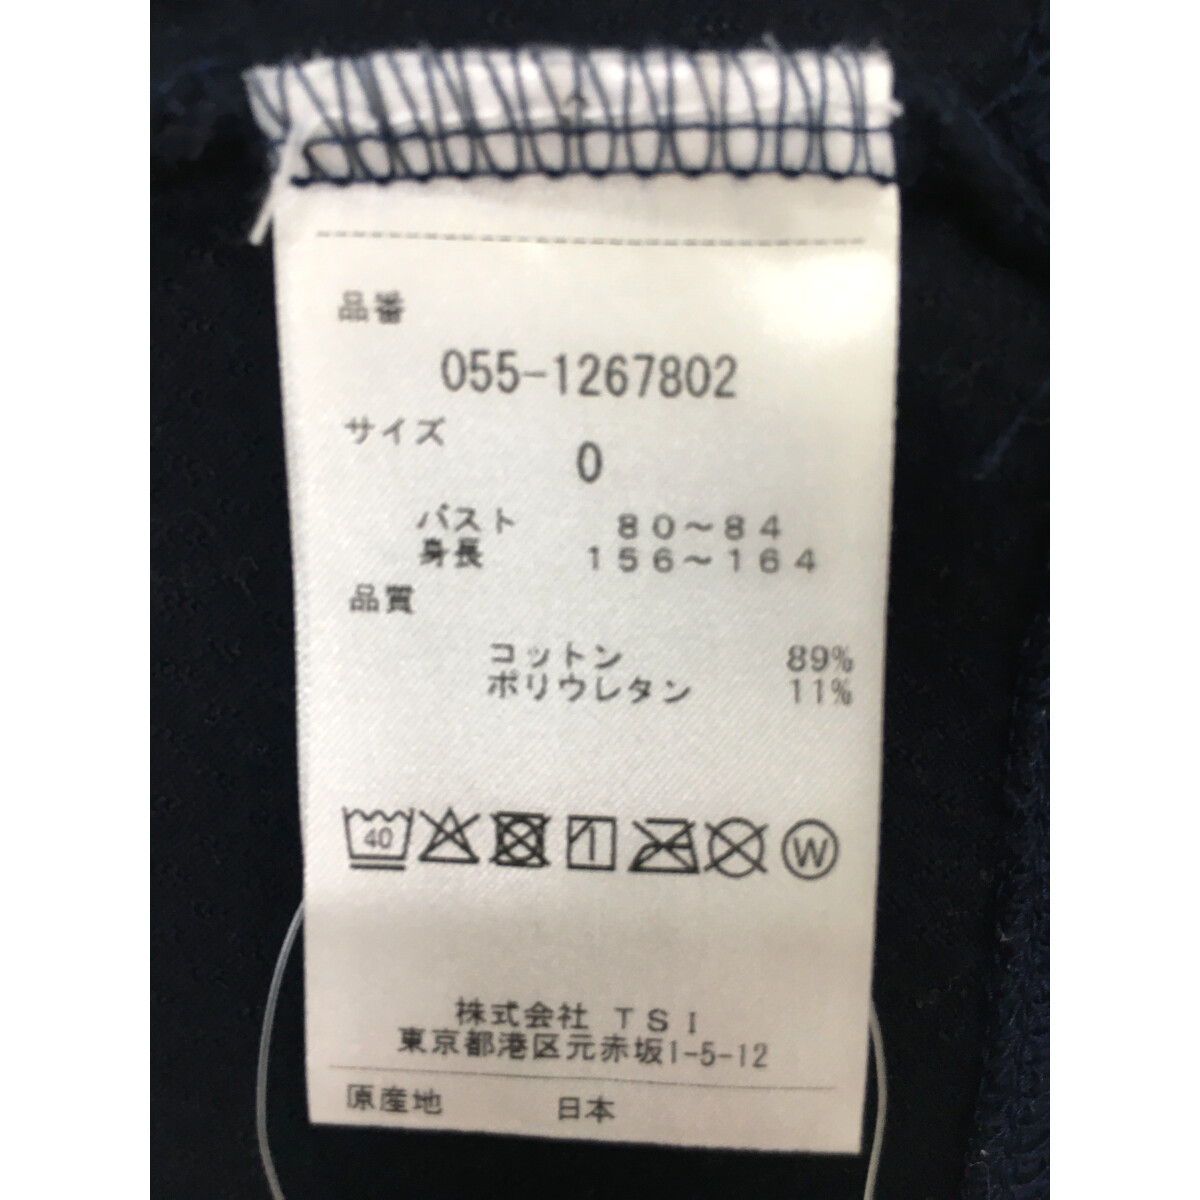 品番
055-1267802
サイズ
0
バスト 80～84
身長 156～164
品質
コットン 89%
ポリウレタン 11%
40 W
株式会社 TSI
東京都港区元赤坂1-5-12
原産地 日本